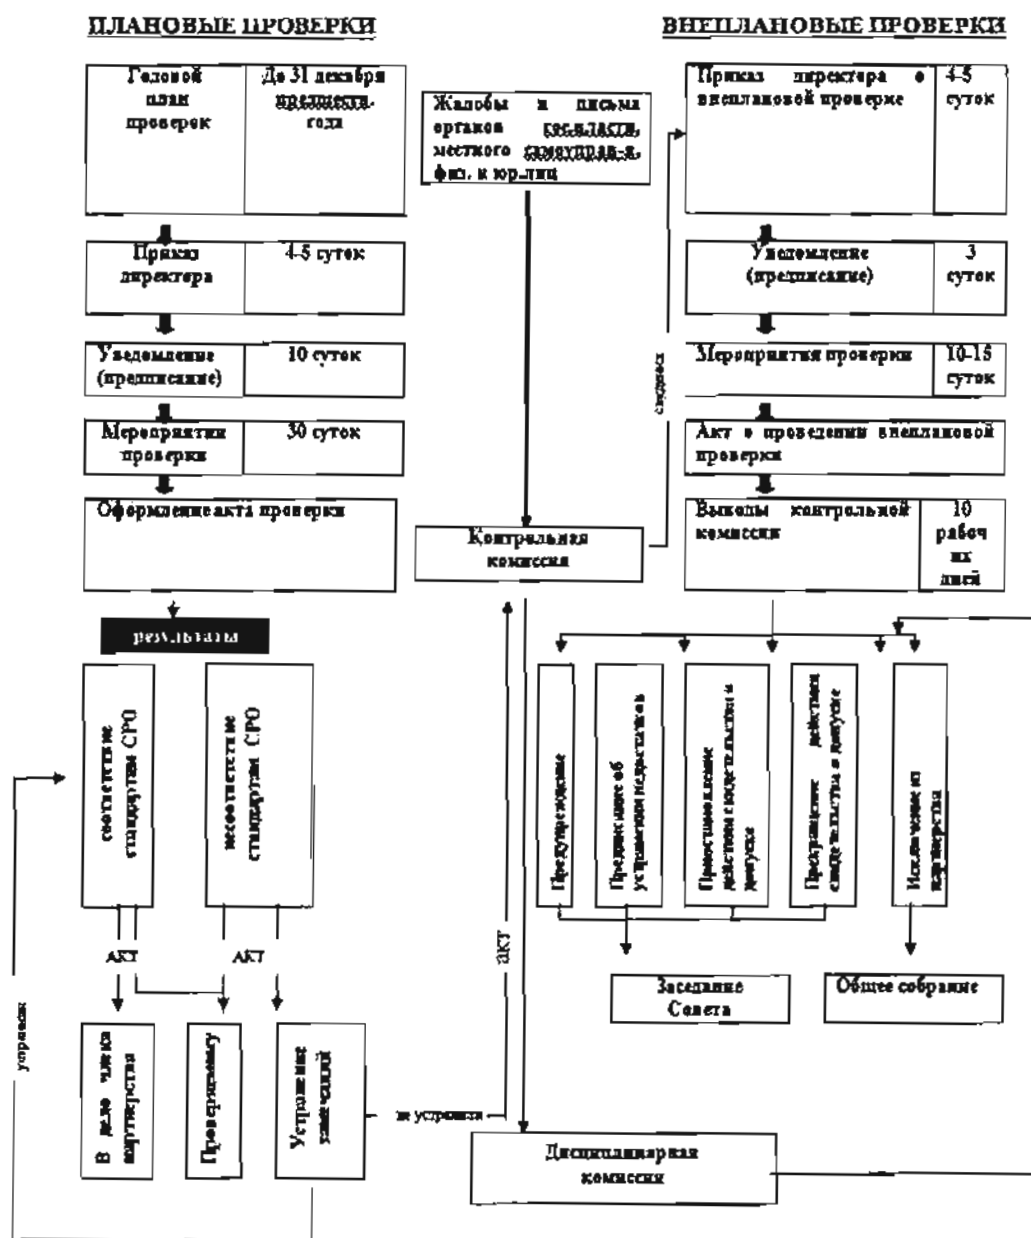 ПЛАНОВЫЕ ПРОВЕРКИ
ВНЕПЛАНОВЫЕ ПРОВЕРКИ
Годовой
план
проверок
До 31 декабря
предшеств.
года
Жалобы и письма
органов гос.власти,
местного самоуправ-я,
физ. и юр.лиц
Приказ директора о
внеплановой проверке
4-5
суток
Приказ
директора
4-5 суток
Уведомление
(предписание)
3
суток
Уведомление
(предписание)
10 суток
Мероприятия проверки
10-15
суток
Мероприятия
проверки
30 суток
Акт о проведении внеплановой
проверки
Оформление акта проверки
Контрольная
комиссия
Выводы контрольной
комиссии
10
рабоч
их
дней
результаты
соответствие
стандартам СРО
несоответствие
стандартам СРО
Предупреждение
Предписание об
устранении недостатков
Приостановление
действия свидетельства о
допуске
Прекращение действия
свидетельства о допуске
Исключение из
партнерства
АКТ
АКТ
АКТ
Заседание
Совета
Общее собрание
В дело члена
партнерства
Проверяемому
Устранение
замечаний
не устранил
Дисциплинарная
комиссия